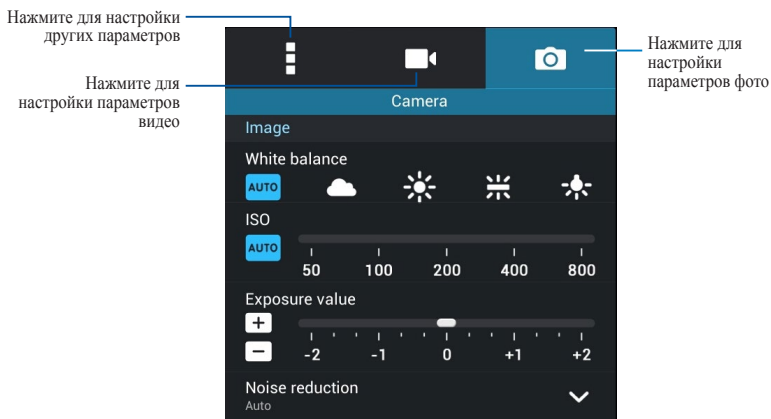 Нажмите для настройки
других параметров
Нажмите для
настройки параметров
видео
Нажмите для
настройки
параметров фото
Camera
Image
White balance
AUTO
ISO
AUTO
50 100 200 400 800
Exposure value
+
−
-2 -1 0 +1 +2
Noise reduction
Auto